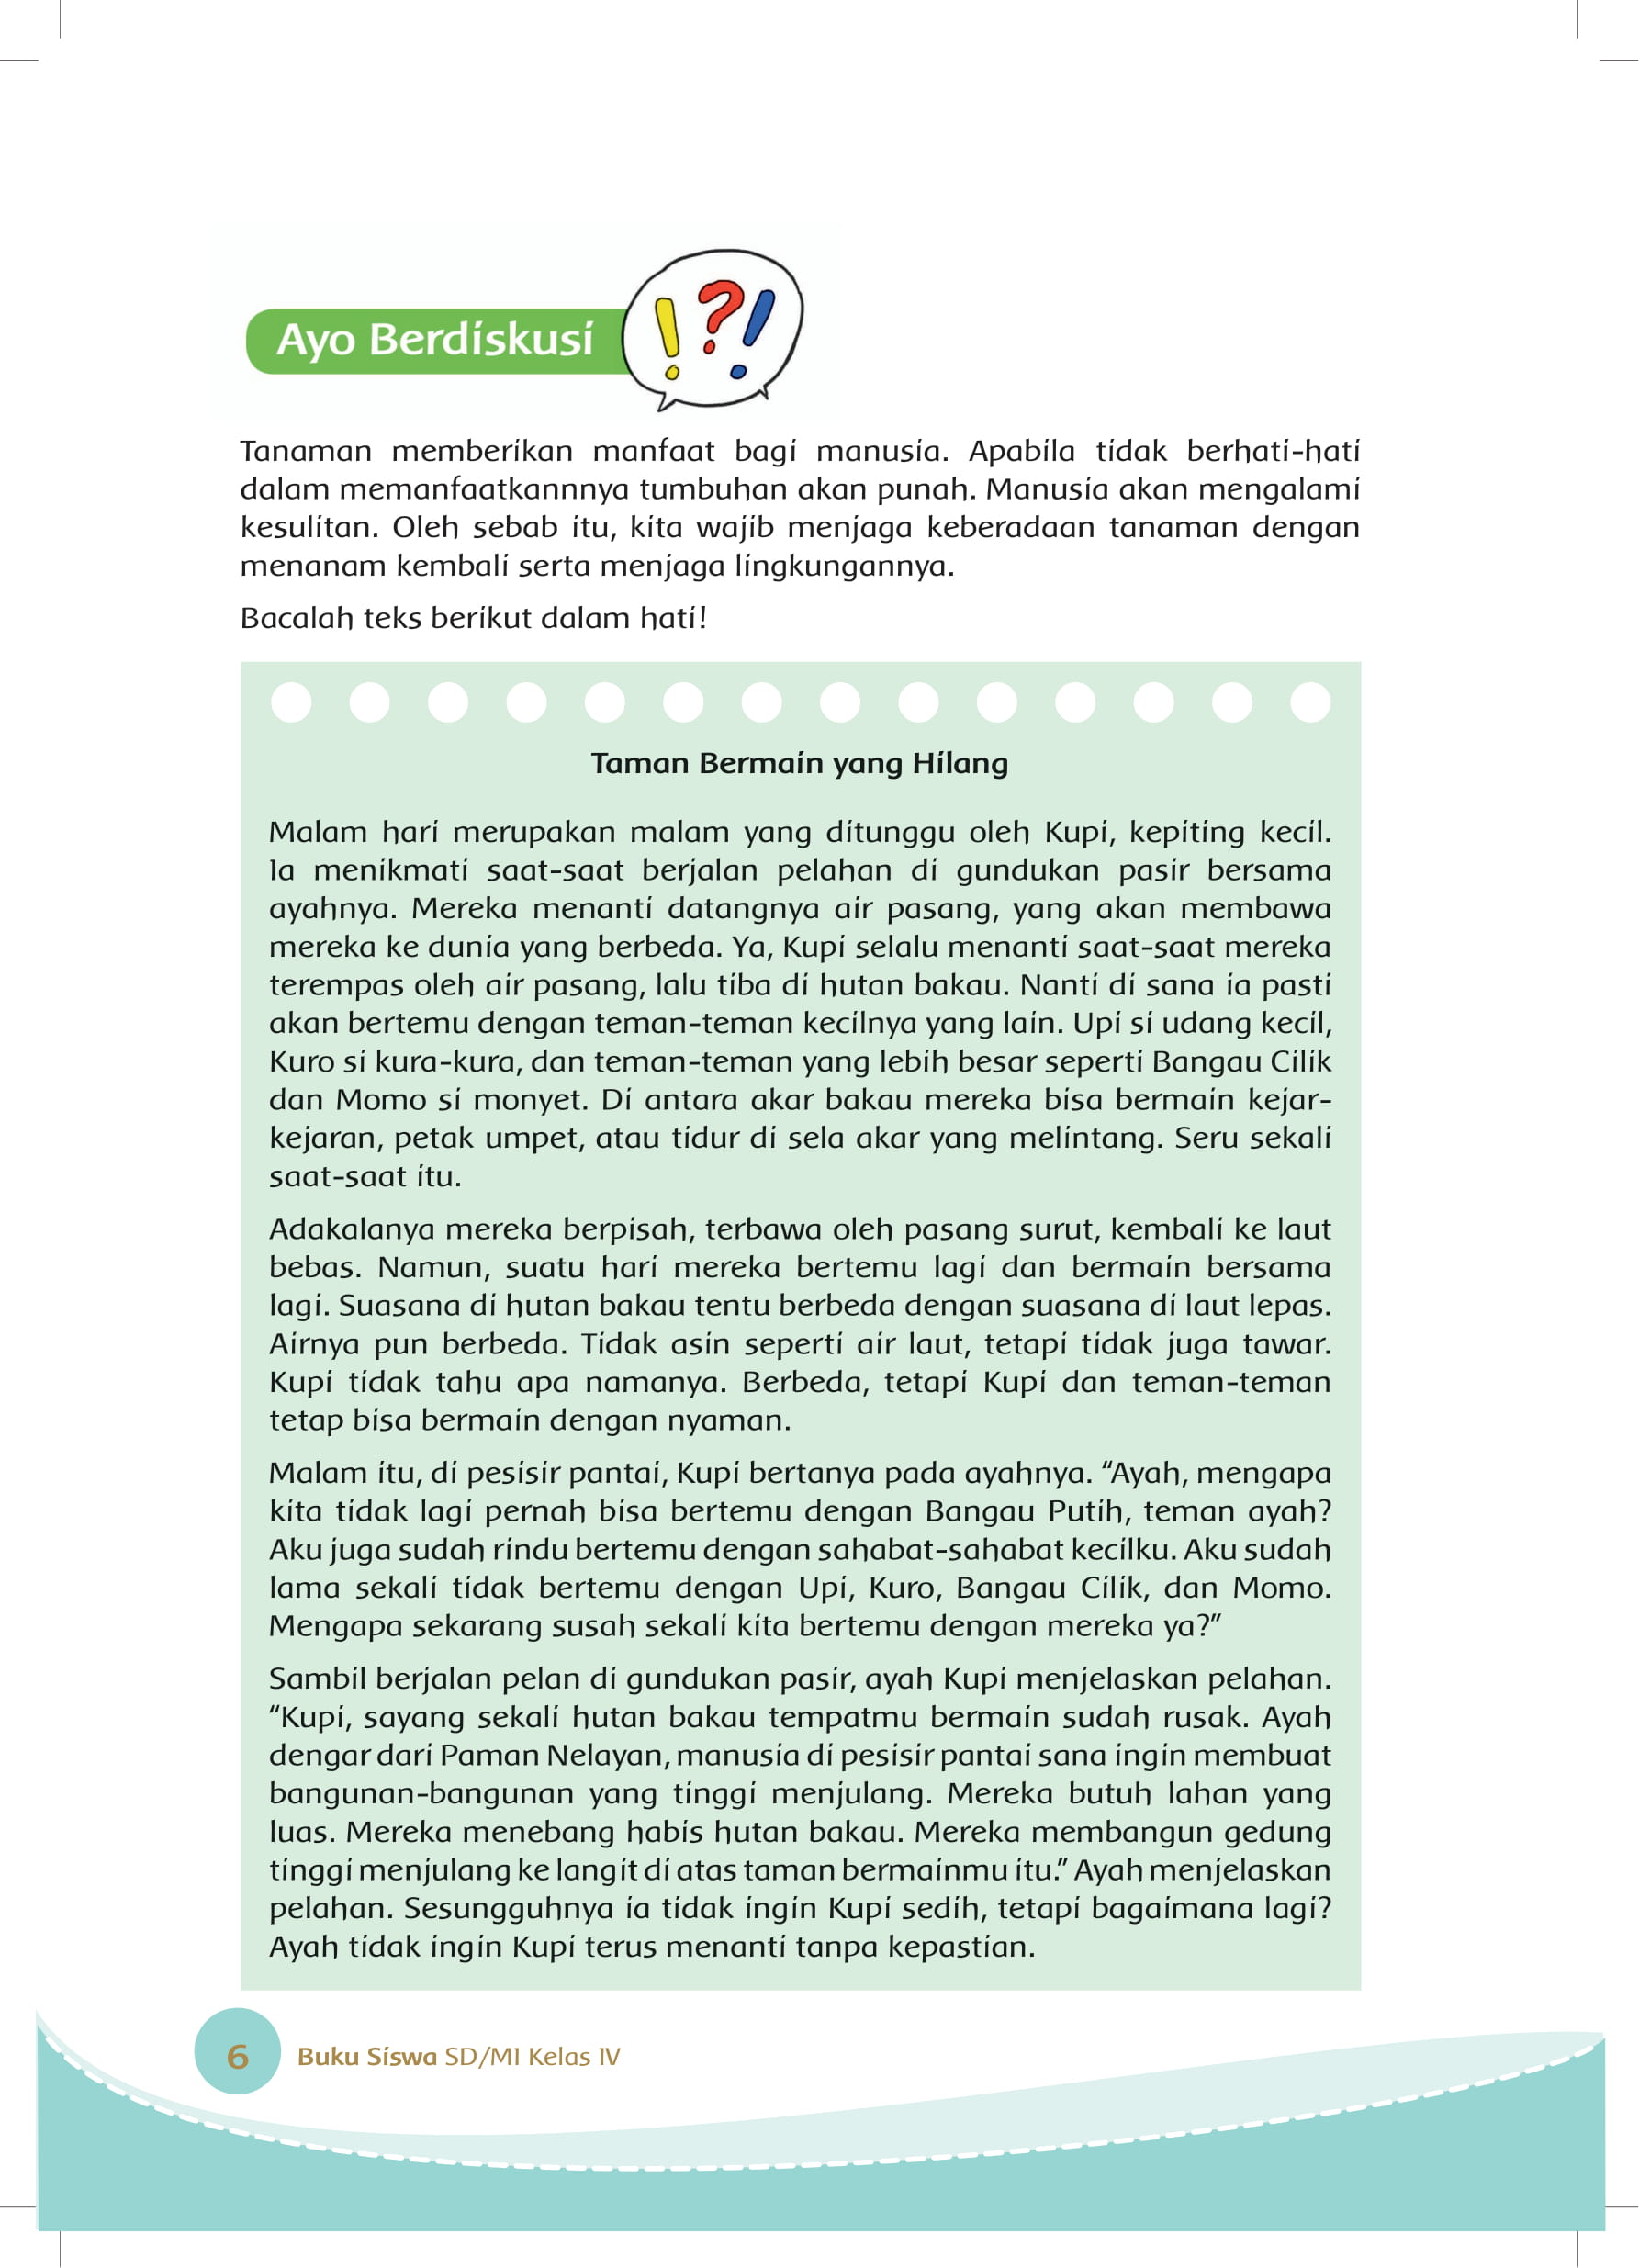 Ayo Berdiskusi
Tanaman memberikan manfaat bagi manusia. Apabila tidak berhati-hati
dalam memanfaatkannnya tumbuhan akan punah. Manusia akan mengalami
kesulitan. Oleh sebab itu, kita wajib menjaga keberadaan tanaman dengan
menanam kembali serta menjaga lingkungannya.
Bacalah teks berikut dalam hati!
Taman Bermain yang Hilang
Malam hari merupakan malam yang ditunggu oleh Kupi, kepiting kecil.
Ia menikmati saat-saat berjalan pelahan di gundukan pasir bersama
ayahnya. Mereka menanti datangnya air pasang, yang akan membawa
mereka ke dunia yang berbeda. Ya, Kupi selalu menanti saat-saat mereka
terempas oleh air pasang, lalu tiba di hutan bakau. Nanti di sana ia pasti
akan bertemu dengan teman-teman kecilnya yang lain. Upi si udang kecil,
Kuro si kura-kura, dan teman-teman yang lebih besar seperti Bangau Cilik
dan Momo si monyet. Di antara akar bakau mereka bisa bermain kejar-
kejaran, petak umpet, atau tidur di sela akar yang melintang. Seru sekali
saat-saat itu.
Adakalanya mereka berpisah, terbawa oleh pasang surut, kembali ke laut
bebas. Namun, suatu hari mereka bertemu lagi dan bermain bersama
lagi. Suasana di hutan bakau tentu berbeda dengan suasana di laut lepas.
Airnya pun berbeda. Tidak asin seperti air laut, tetapi tidak juga tawar.
Kupi tidak tahu apa namanya. Berbeda, tetapi Kupi dan teman-teman
tetap bisa bermain dengan nyaman.
Malam itu, di pesisir pantai, Kupi bertanya pada ayahnya. “Ayah, mengapa
kita tidak lagi pernah bisa bertemu dengan Bangau Putih, teman ayah?
Aku juga sudah rindu bertemu dengan sahabat-sahabat kecilku. Aku sudah
lama sekali tidak bertemu dengan Upi, Kuro, Bangau Cilik, dan Momo.
Mengapa sekarang susah sekali kita bertemu dengan mereka ya?”
Sambil berjalan pelan di gundukan pasir, ayah Kupi menjelaskan pelahan.
“Kupi, sayang sekali hutan bakau tempatmu bermain sudah rusak. Ayah
dengar dari Paman Nelayan, manusia di pesisir pantai sana ingin membuat
bangunan-bangunan yang tinggi menjulang. Mereka butuh lahan yang
luas. Mereka menebang habis hutan bakau. Mereka membangun gedung
tinggi menjulang ke langit di atas taman bermainmu itu.” Ayah menjelaskan
pelahan. Sesungguhnya ia tidak ingin Kupi sedih, tetapi bagaimana lagi?
Ayah tidak ingin Kupi terus menanti tanpa kepastian.
6 Buku Siswa SD/MI Kelas IV